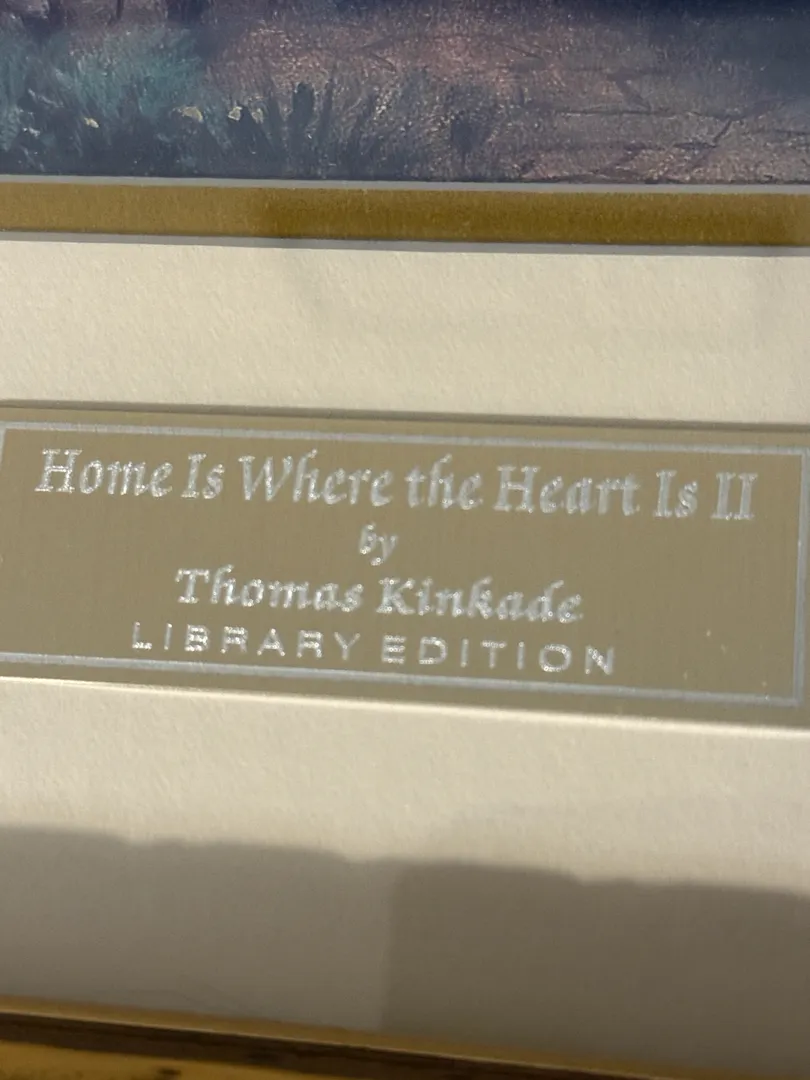 Home Is Where the Heart Is II
by
Thomas Kinkade
LIBRARY EDITION